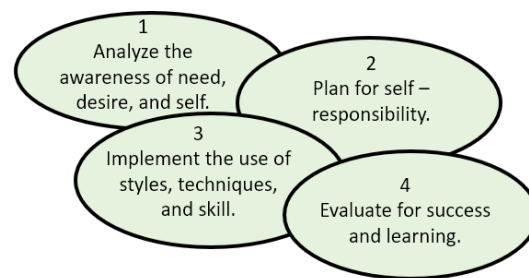 1
Analyze the
awareness of need,
desire, and self.
2
Plan for self –
responsibility.
3
Implement the use of
styles, techniques,
and skill.
4
Evaluate for success
and learning.